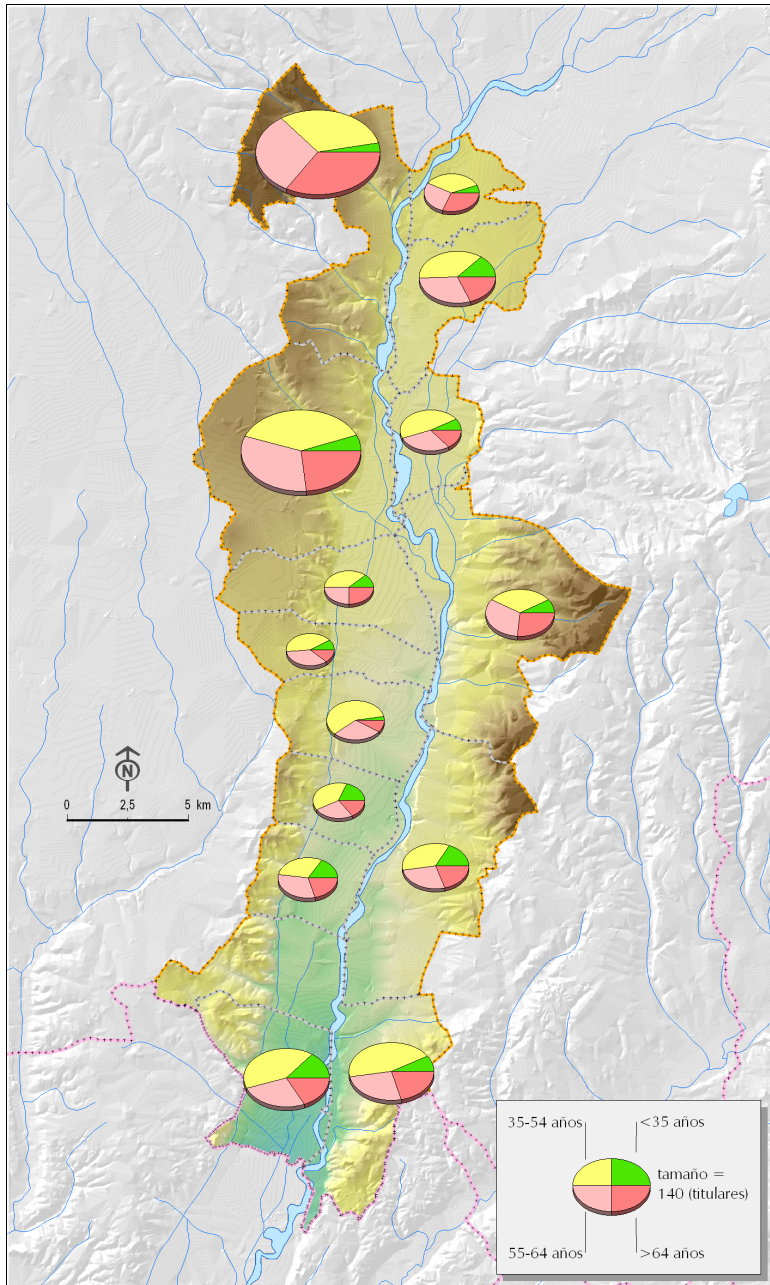 N
0 2,5 5 km
35-54 años <35 años
tamaño =
140 (titulares)
55-64 años >64 años